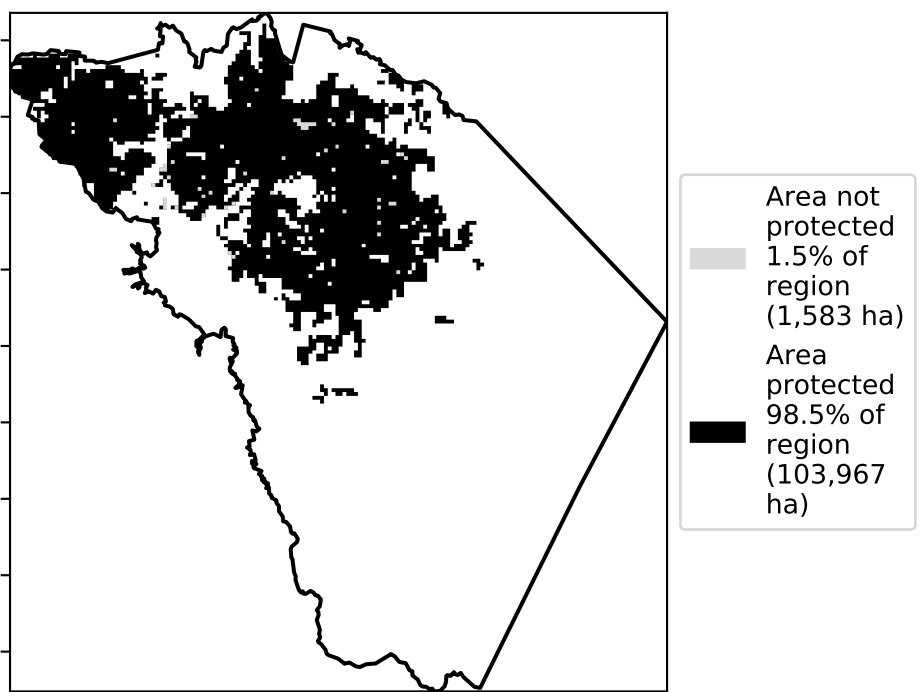 Area not
protected
1.5% of
region
(1,583 ha)
Area
protected
98.5% of
region
(103,967
ha)